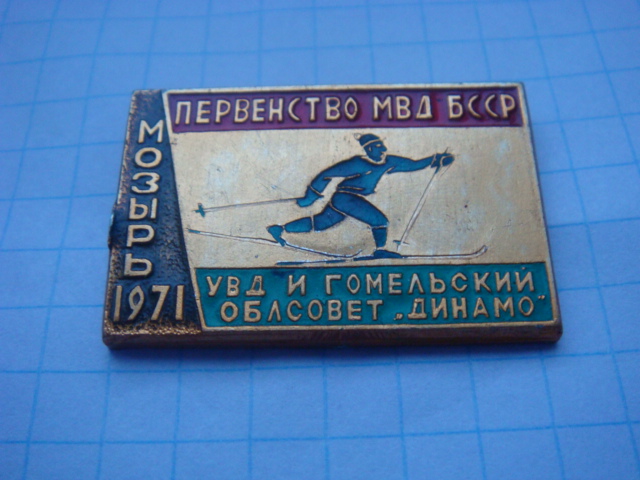 ПЕРВЕНСТВО МВД БССР
МОЗЫРЬ
1971
УВД И ГОМЕЛЬСКИЙ
ОБЛСОВЕТ „ДИНАМО"